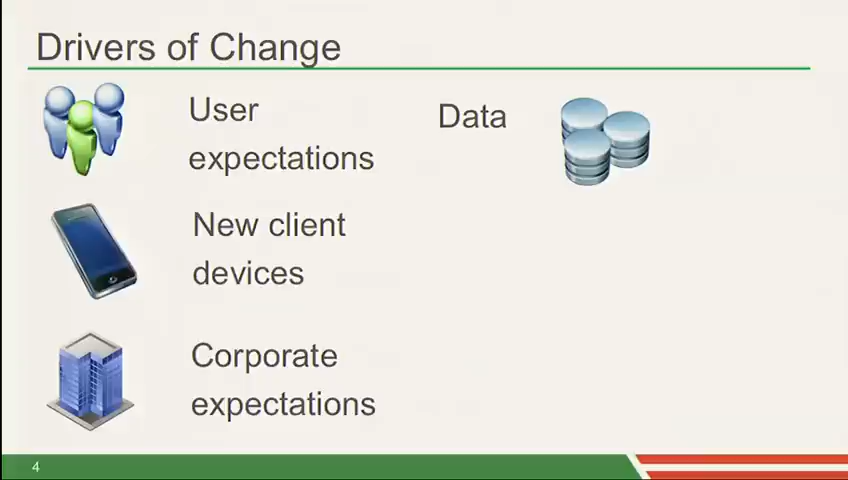 Drivers of Change
User
expectations
Data
New client
devices
Corporate
expectations
4